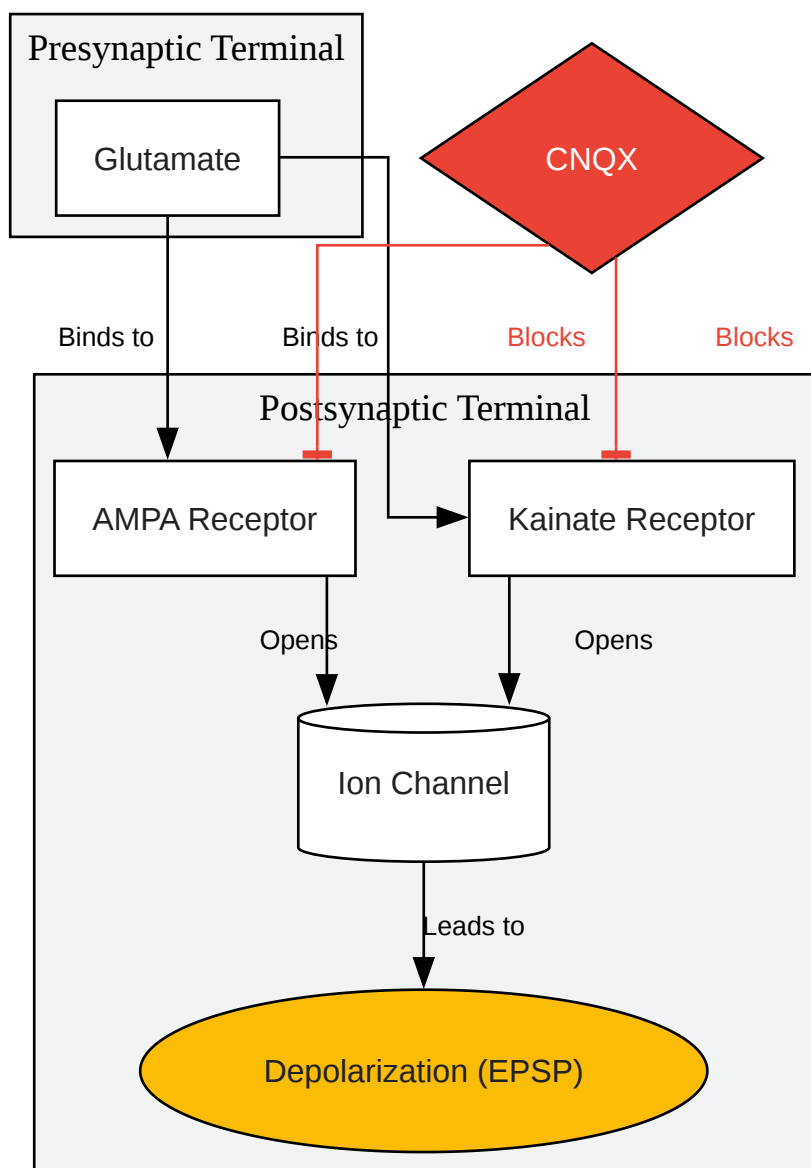 Presynaptic Terminal
Glutamate
CNQX
Binds to
Binds to
Blocks
Blocks
Postsynaptic Terminal
AMPA Receptor
Kainate Receptor
Opens
Opens
Ion Channel
Leads to
Depolarization (EPSP)